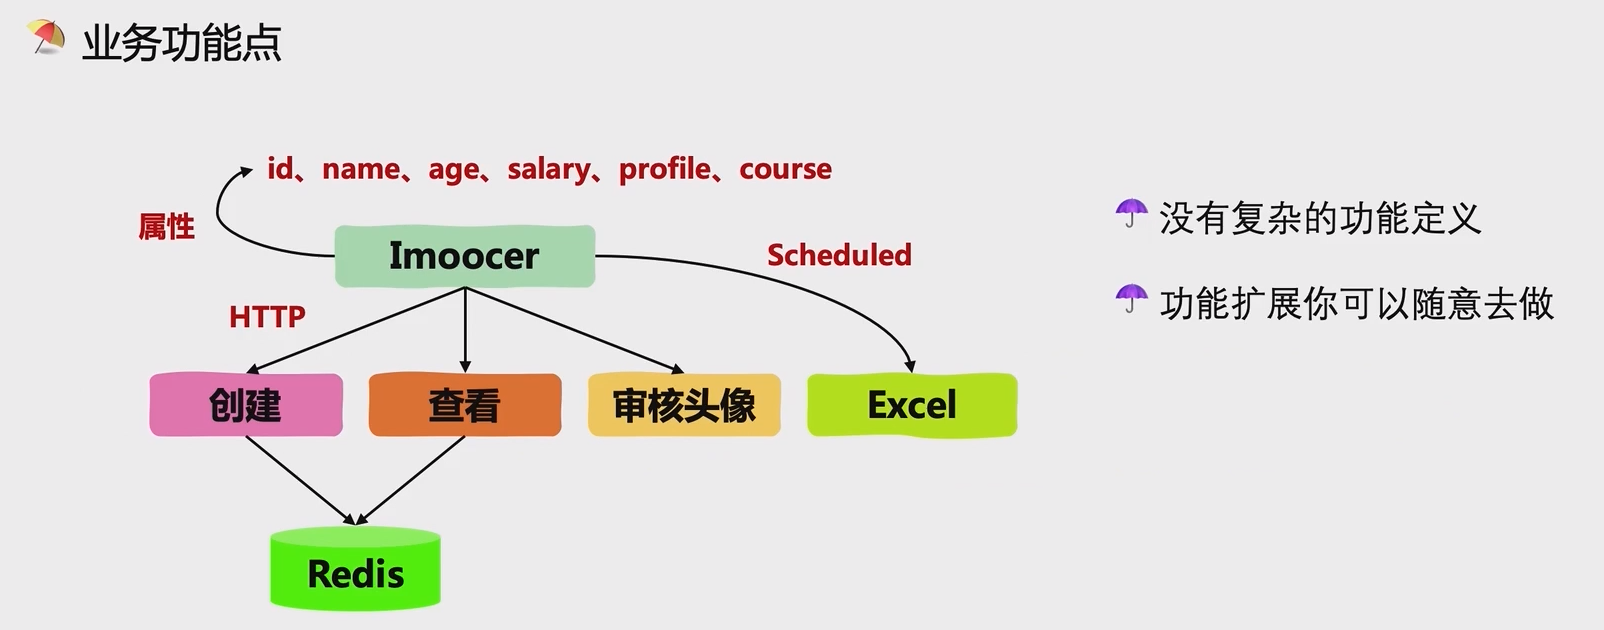 业务功能点
id、name、age、salary、profile、course
属性
Imoocer
Scheduled
HTTP
创建
查看
审核头像
Excel
Redis
没有复杂的功能定义
功能扩展你可以随意去做